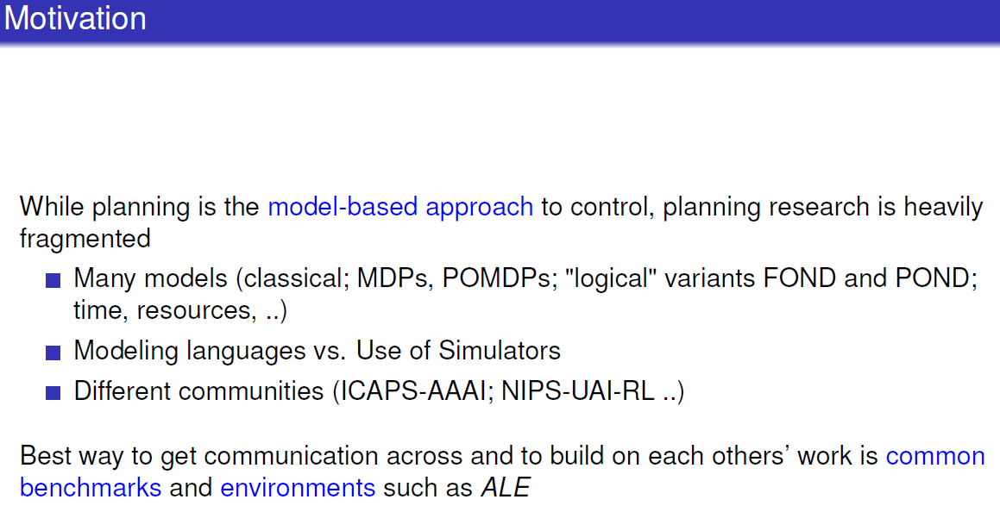 Motivation
While planning is the model-based approach to control, planning research is heavily
fragmented
Many models (classical; MDPs, POMDPs; "logical" variants FOND and POND;
time, resources, ..)
Modeling languages vs. Use of Simulators
Different communities (ICAPS-AAAI; NIPS-UAI-RL ..)
Best way to get communication across and to build on each others’ work is common
benchmarks and environments such as ALE